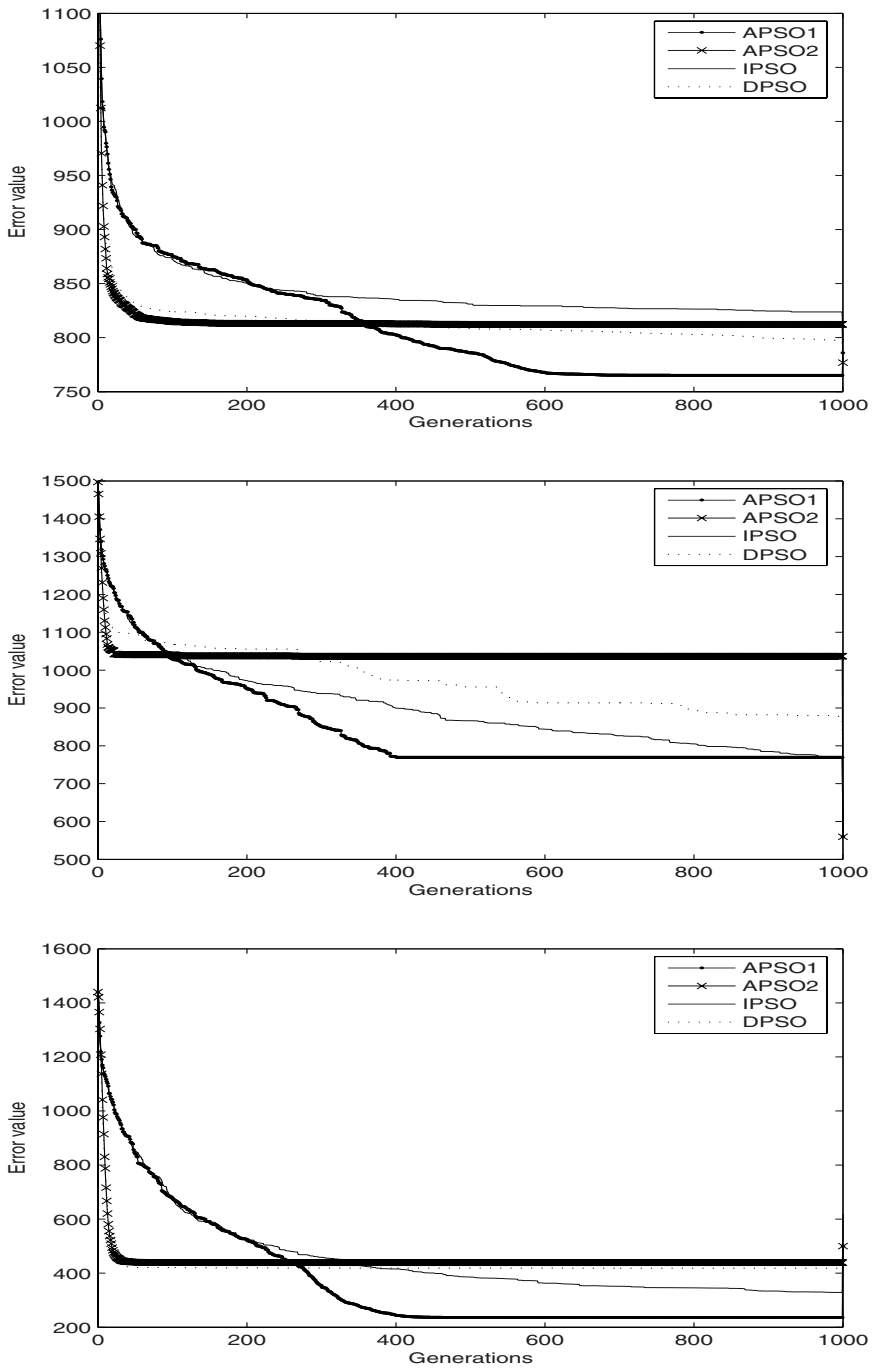 1100
1050
1000
950
900
850
800
750
Error value
0
200
400
600
800
1000
Generations
APSO1
APSO2
IPSO
DPSO
1500
1400
1300
1200
1100
1000
900
800
700
600
500
Error value
0
200
400
600
800
1000
Generations
APSO1
APSO2
IPSO
DPSO
1600
1400
1200
1000
800
600
400
200
Error value
0
200
400
600
800
1000
Generations
APSO1
APSO2
IPSO
DPSO